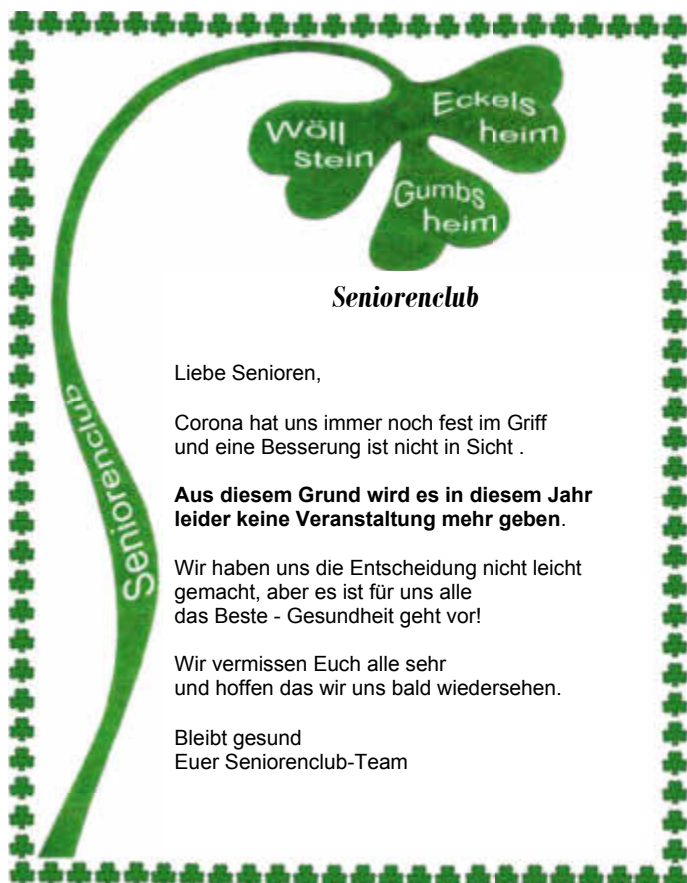 Wöll
stein
Eckels
heim
Gumbs
heim
Seniorenclub
Seniorenclub
Liebe Senioren,
Corona hat uns immer noch fest im Griff
und eine Besserung ist nicht in Sicht .
Aus diesem Grund wird es in diesem Jahr
leider keine Veranstaltung mehr geben.
Wir haben uns die Entscheidung nicht leicht
gemacht, aber es ist für uns alle
das Beste - Gesundheit geht vor!
Wir vermissen Euch alle sehr
und hoffen das wir uns bald wiedersehen.
Bleibt gesund
Euer Seniorenclub-Team